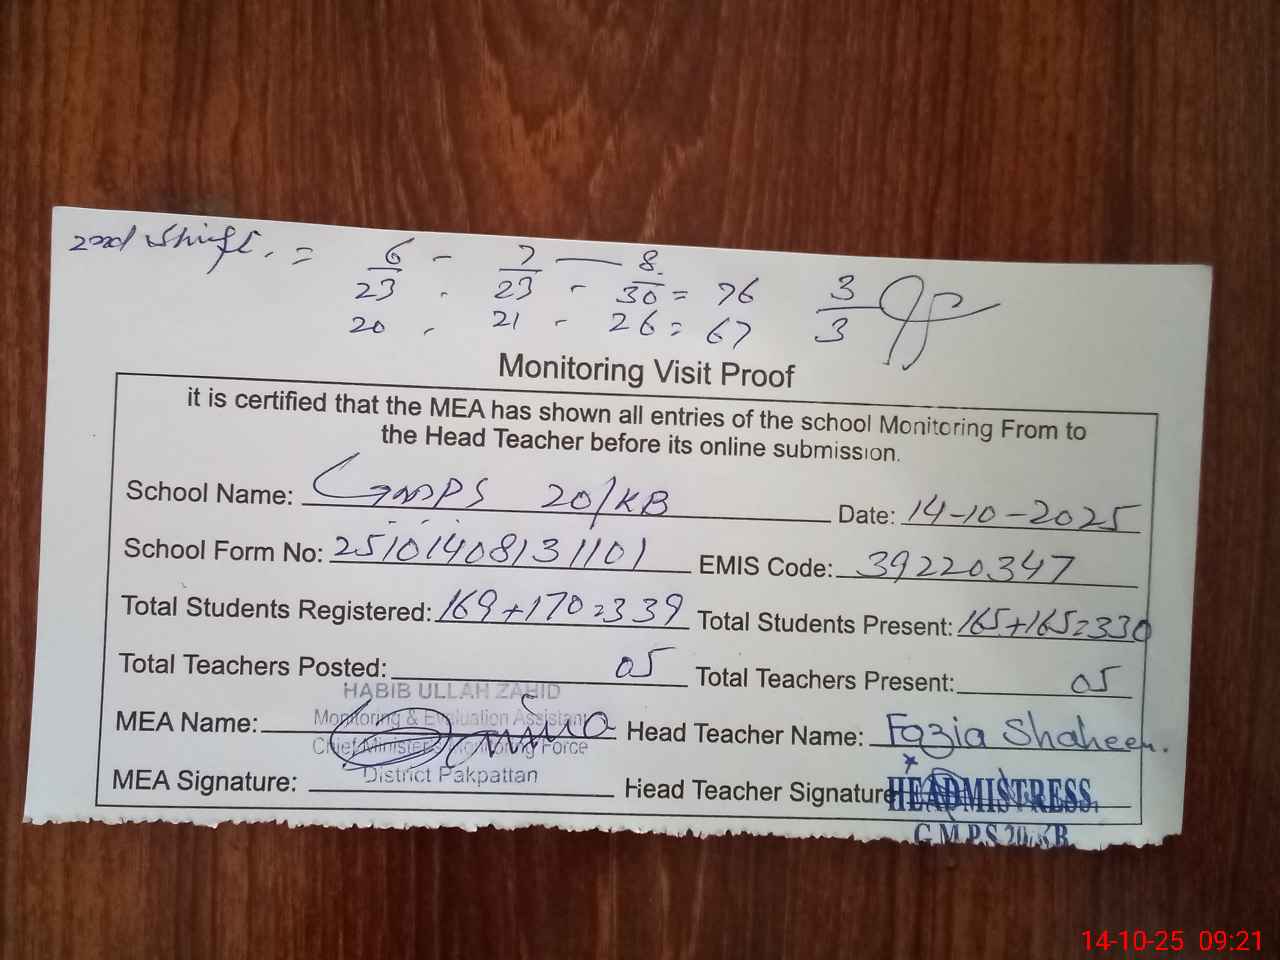 2nd Shift. = 6 - 7 — 8
23 - 23 - 30 = 76 3
20 - 21 - 26 = 67 3
Monitoring Visit Proof
it is certified that the MEA has shown all entries of the school Monitoring From to
the Head Teacher before its online submission.
School Name: GMPS 20/KB Date: 14-10-2025
School Form No: 25101408131101 EMIS Code: 39220347
Total Students Registered: 169+170=339 Total Students Present: 165+165=330
Total Teachers Posted: 05 Total Teachers Present: 05
HABIB ULLAH ZAHID
MEA Name: Monitoring & Evaluation Assistant Head Teacher Name: Fozia Shaheen.
Chief Minister's Monitoring Force
District Pakpattan
MEA Signature: Head Teacher Signature HEADMISTRESS.
G.M.P.S 20/KB
14-10-25 09:21